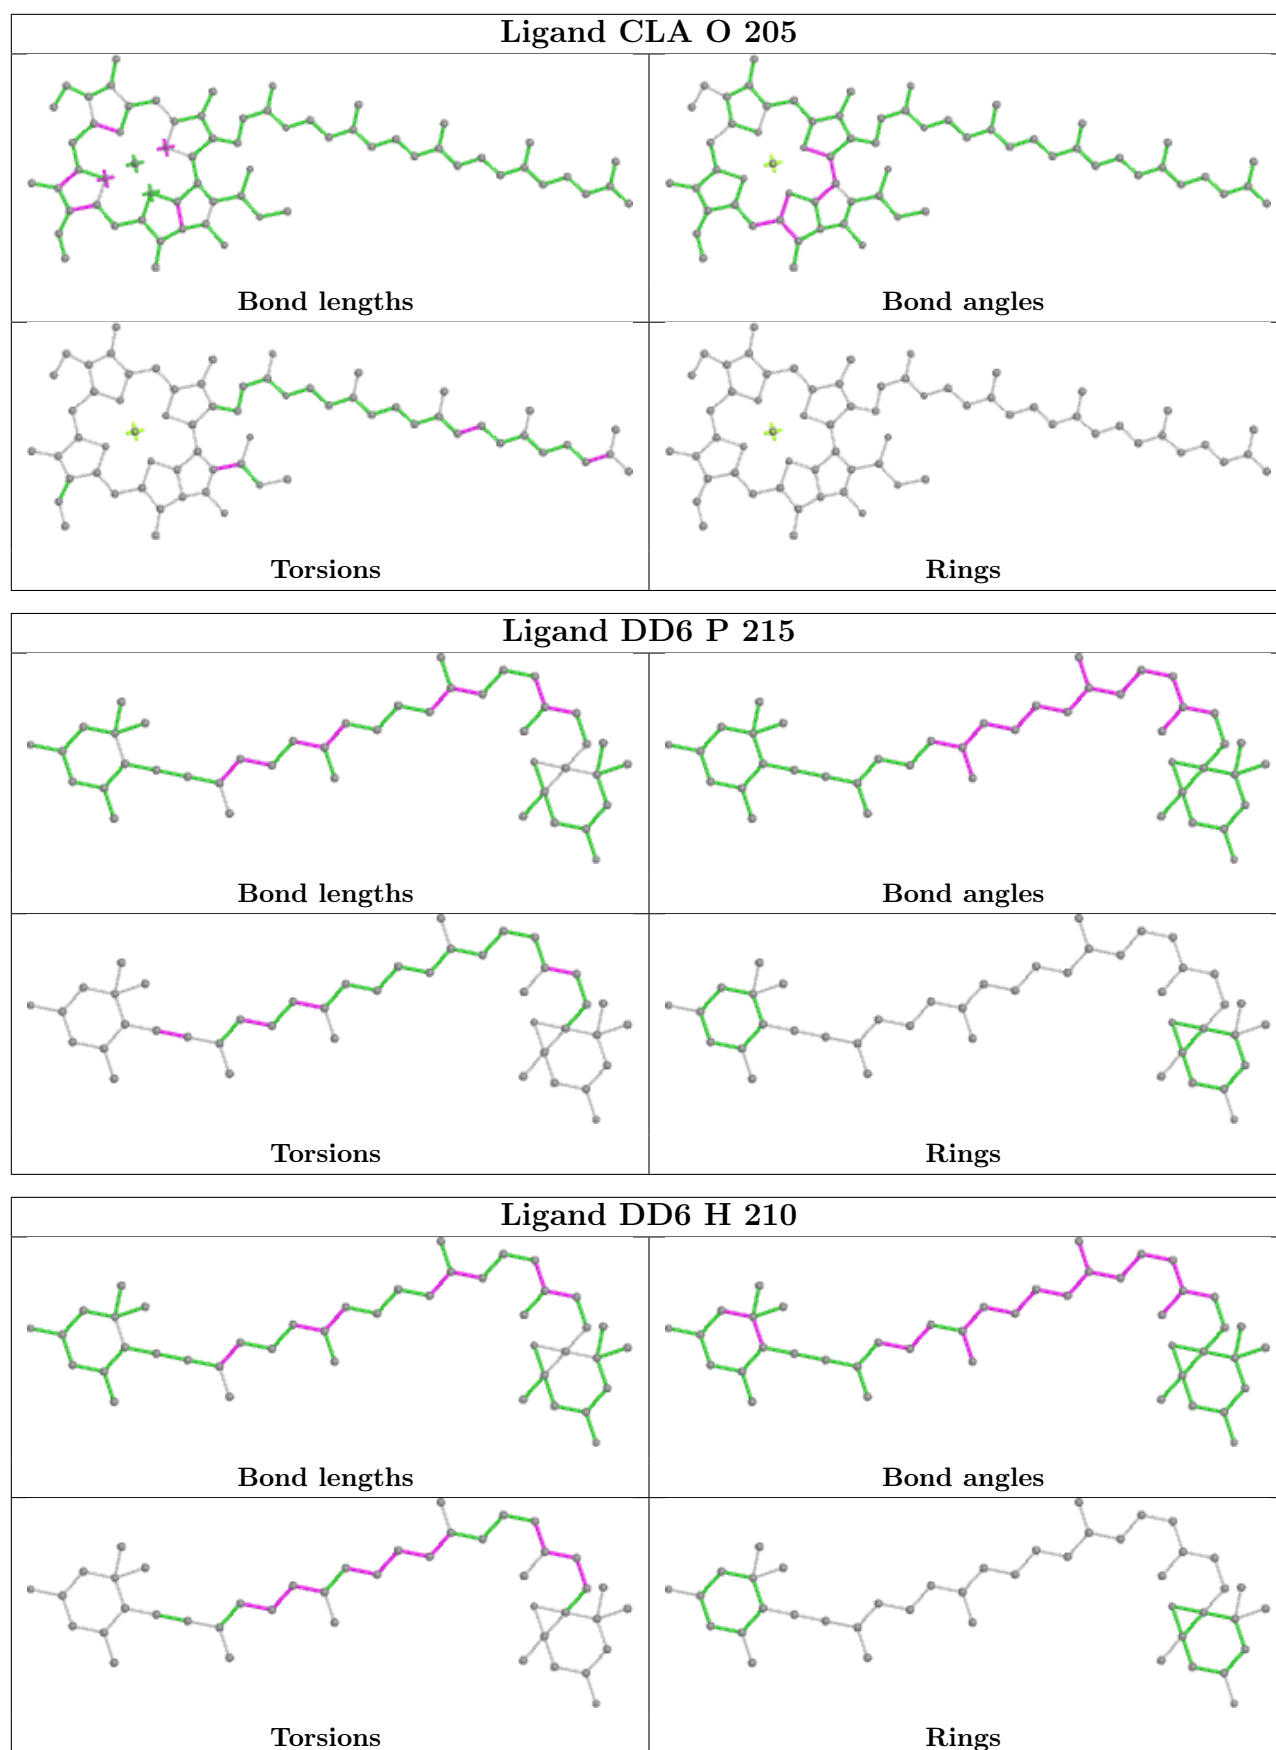 Ligand CLA O 205
Bond lengths
Bond angles
Torsions
Rings
Ligand DD6 P 215
Bond lengths
Bond angles
Torsions
Rings
Ligand DD6 H 210
Bond lengths
Bond angles
Torsions
Rings